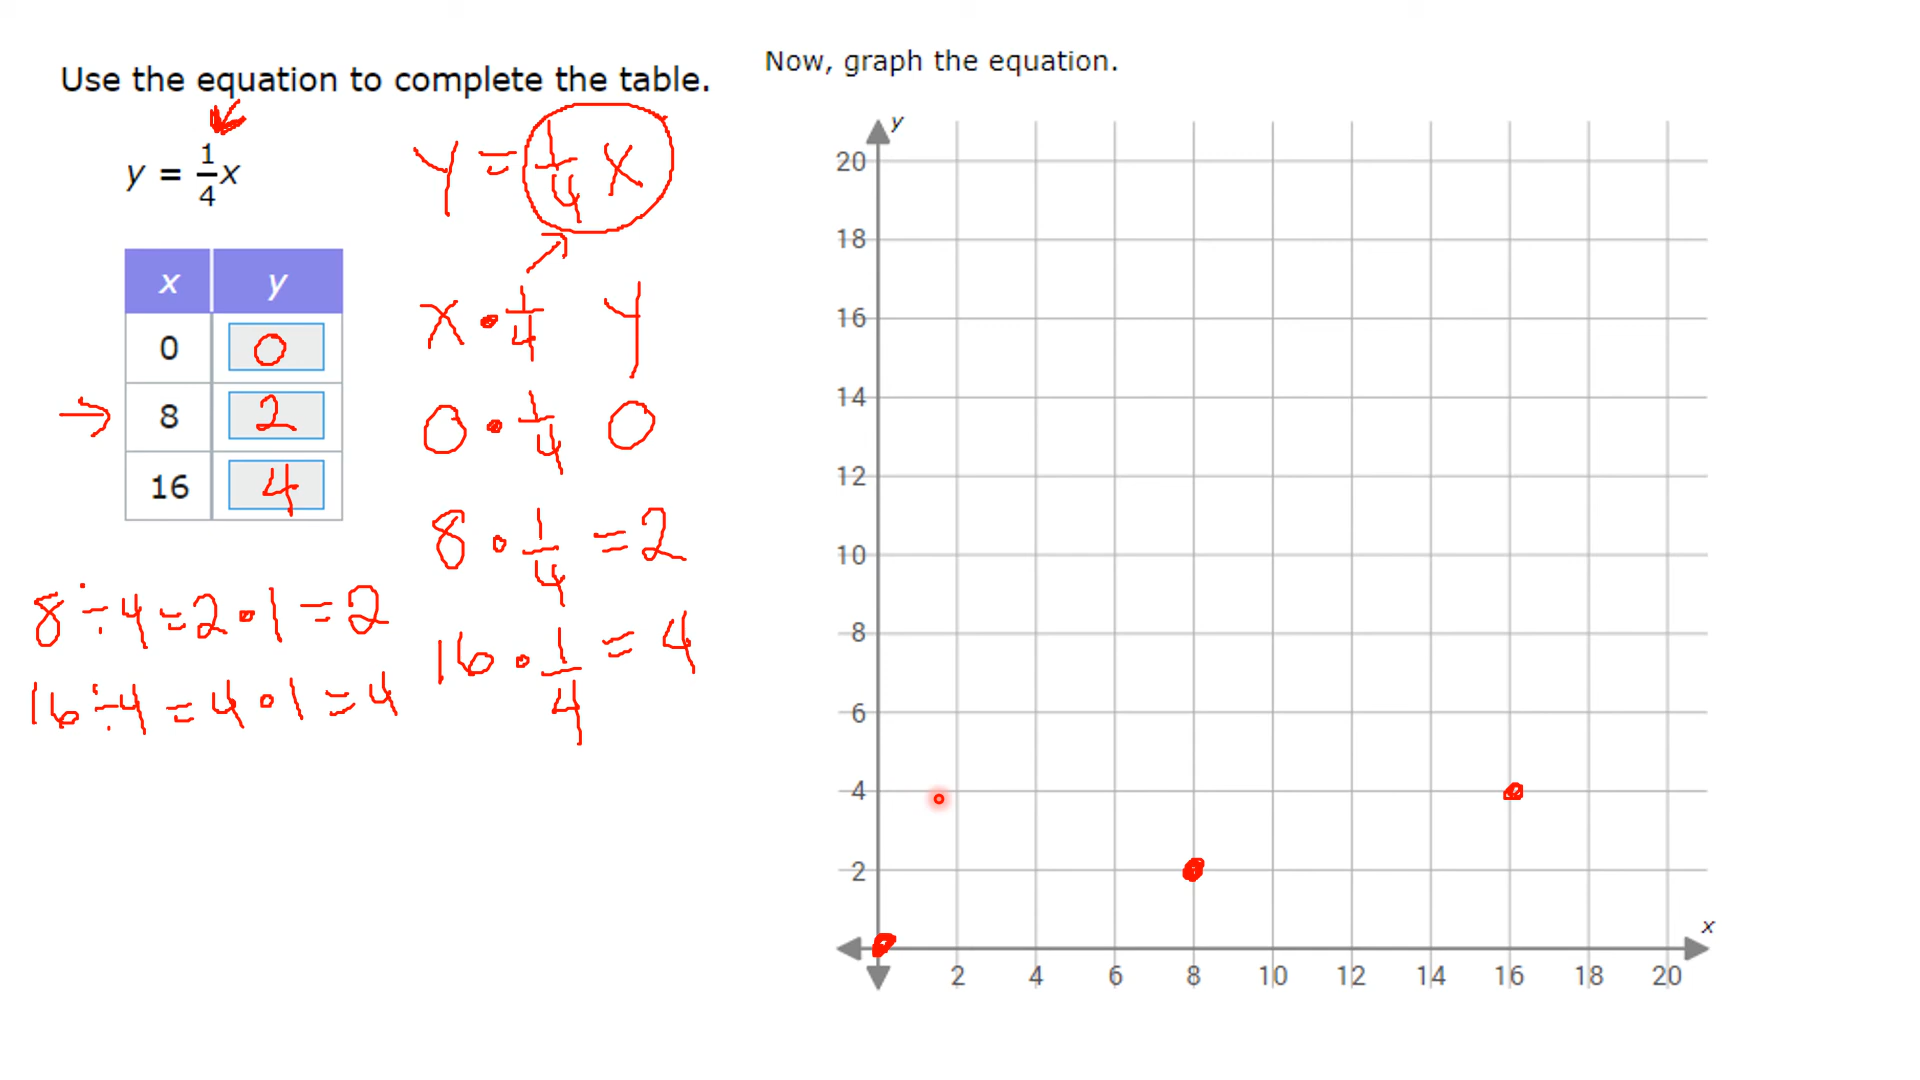 Use the equation to complete the table.
y = 1/4 x
x y
0 0
8 2
16 4
8 ÷ 4 = 2 • 1 = 2
16 ÷ 4 = 4 • 1 = 4
Y = 1/4 X
X • 1/4 Y
0 • 1/4 0
8 • 1/4 = 2
16 • 1/4 = 4
Now, graph the equation.
y
20
18
16
14
12
10
8
6
4
2
x
2 4 6 8 10 12 14 16 18 20